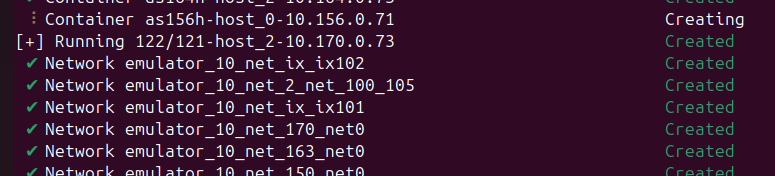 Container as156h-host_0-10.156.0.71 Creating
[+] Running 122/121-host_2-10.170.0.73 Created
✔ Network emulator_10_net_ix_ix102 Created
✔ Network emulator_10_net_2_net_100_105 Created
✔ Network emulator_10_net_ix_ix101 Created
✔ Network emulator_10_net_170_net0 Created
✔ Network emulator_10_net_163_net0 Created
✔ Network emulator_10_net_150_net0 Created